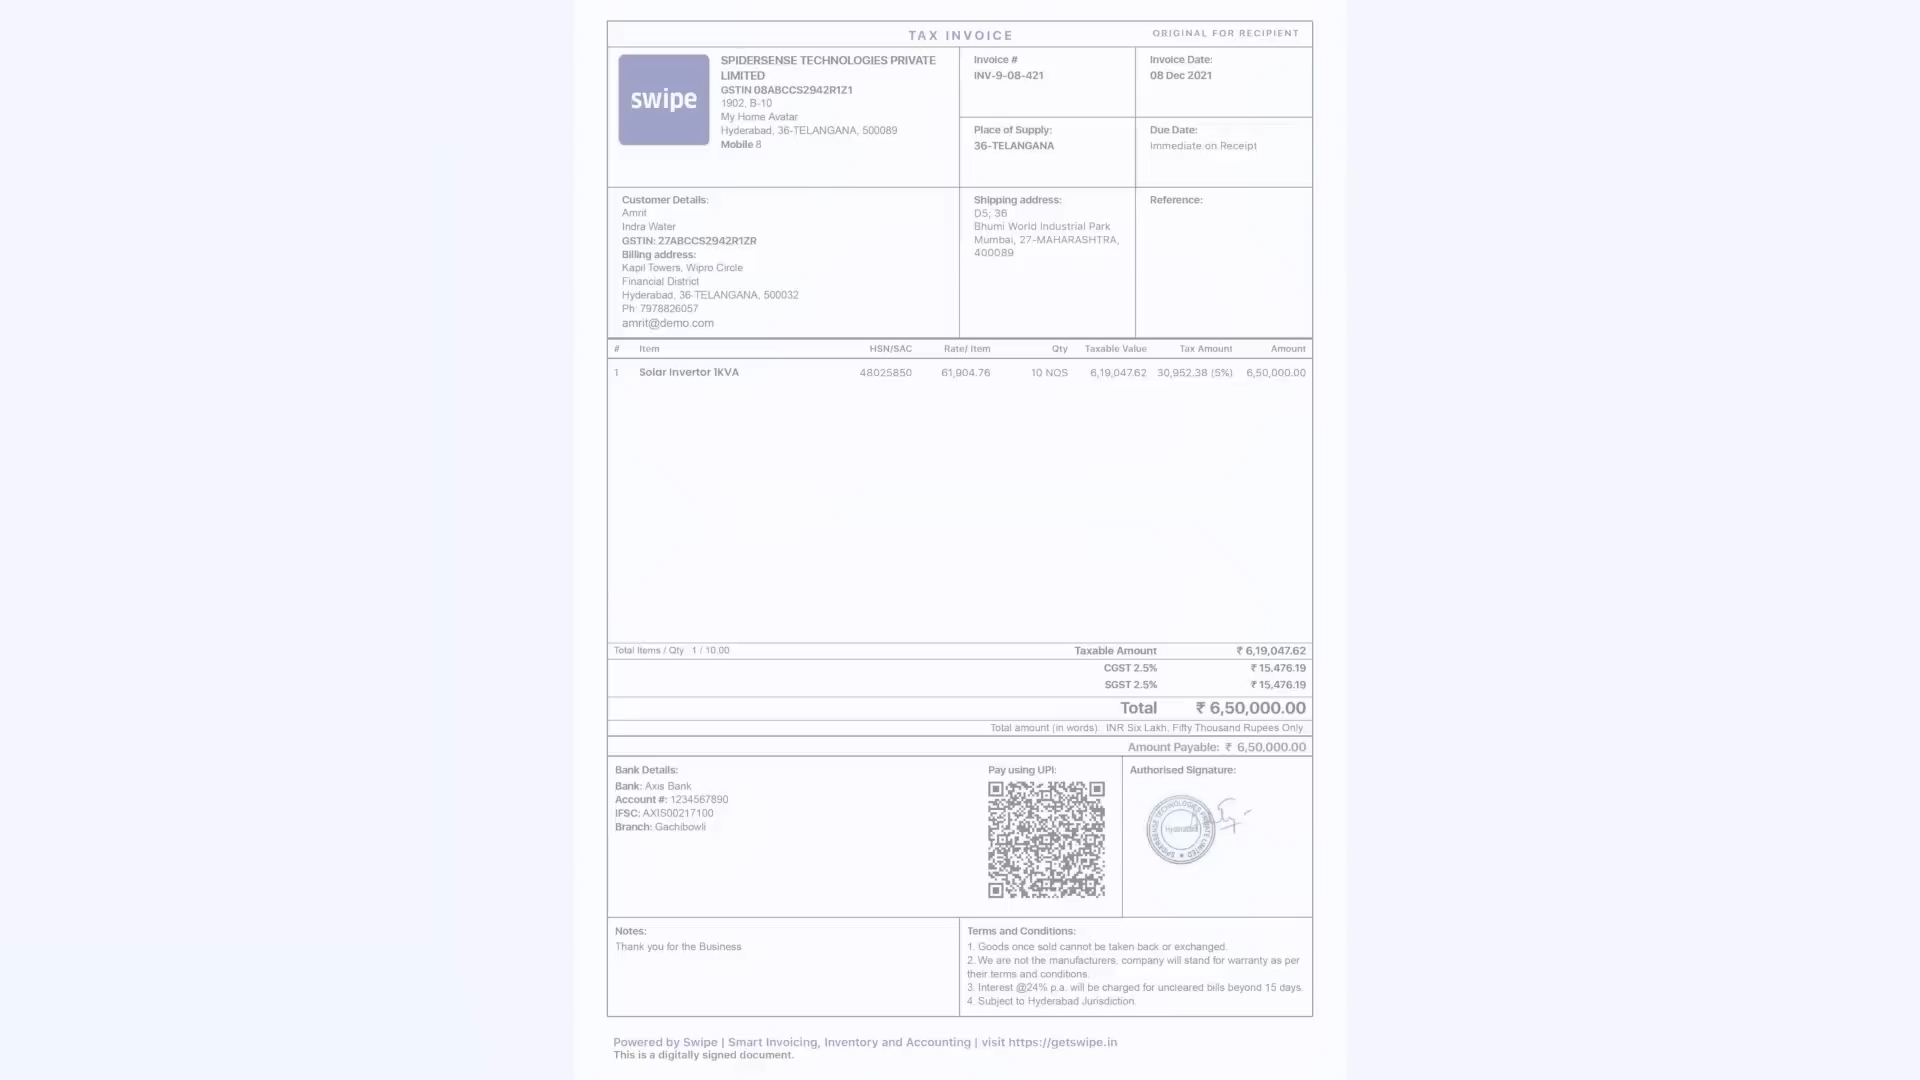 TAX INVOICE
ORIGINAL FOR RECIPIENT
swipe
SPIDERSENSE TECHNOLOGIES PRIVATE
LIMITED
GSTIN 08ABCCS2942R1Z1
1902, B-10
My Home Avatar
Hyderabad, 36-TELANGANA, 500089
Mobile 8
Invoice #
INV-9-08-421
Invoice Date:
08 Dec 2021
Place of Supply:
36-TELANGANA
Due Date:
Immediate on Receipt
Customer Details:
Amrit
Indra Water
GSTIN: 27ABCCS2942R1ZR
Billing address:
Kapil Towers, Wipro Circle
Financial District
Hyderabad, 36-TELANGANA, 500032
Ph: 7978826057
amrit@demo.com
Shipping address:
D5; 36
Bhumi World Industrial Park
Mumbai, 27-MAHARASHTRA,
400089
Reference:
# Item HSN/SAC Rate/ Item Qty Taxable Value Tax Amount Amount
1 Solar Invertor 1KVA 48025850 61,904.76 10 NOS 6,19,047.62 30,952.38 (5%) 6,50,000.00
Total Items / Qty 1 / 10.00
Taxable Amount ₹ 6,19,047.62
CGST 2.5% ₹ 15,476.19
SGST 2.5% ₹ 15,476.19
Total ₹ 6,50,000.00
Total amount (in words): INR Six Lakh, Fifty Thousand Rupees Only.
Amount Payable: ₹ 6,50,000.00
Bank Details:
Bank: Axis Bank
Account #: 1234567890
IFSC: AXIS00217100
Branch: Gachibowli
Pay using UPI:
Authorised Signature:
SPIDERSENSE TECHNOLOGIES PRIVATE LIMITED
Hyderabad
Notes:
Thank you for the Business
Terms and Conditions:
1. Goods once sold cannot be taken back or exchanged.
2. We are not the manufacturers, company will stand for warranty as per
their terms and conditions.
3. Interest @24% p.a. will be charged for uncleared bills beyond 15 days.
4. Subject to Hyderabad Jurisdiction.
Powered by Swipe | Smart Invoicing, Inventory and Accounting | visit https://getswipe.in
This is a digitally signed document.